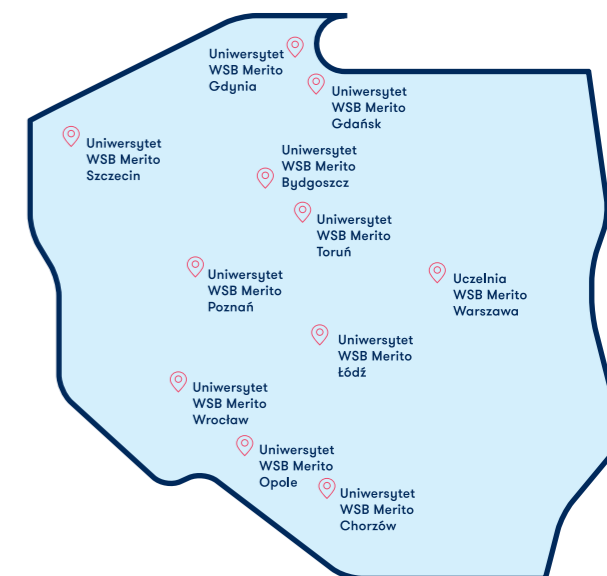 Uniwersytet
WSB Merito
Gdynia
Uniwersytet
WSB Merito
Gdańsk
Uniwersytet
WSB Merito
Szczecin
Uniwersytet
WSB Merito
Bydgoszcz
Uniwersytet
WSB Merito
Toruń
Uniwersytet
WSB Merito
Poznań
Uczelnia
WSB Merito
Warszawa
Uniwersytet
WSB Merito
Łódź
Uniwersytet
WSB Merito
Wrocław
Uniwersytet
WSB Merito
Opole
Uniwersytet
WSB Merito
Chorzów